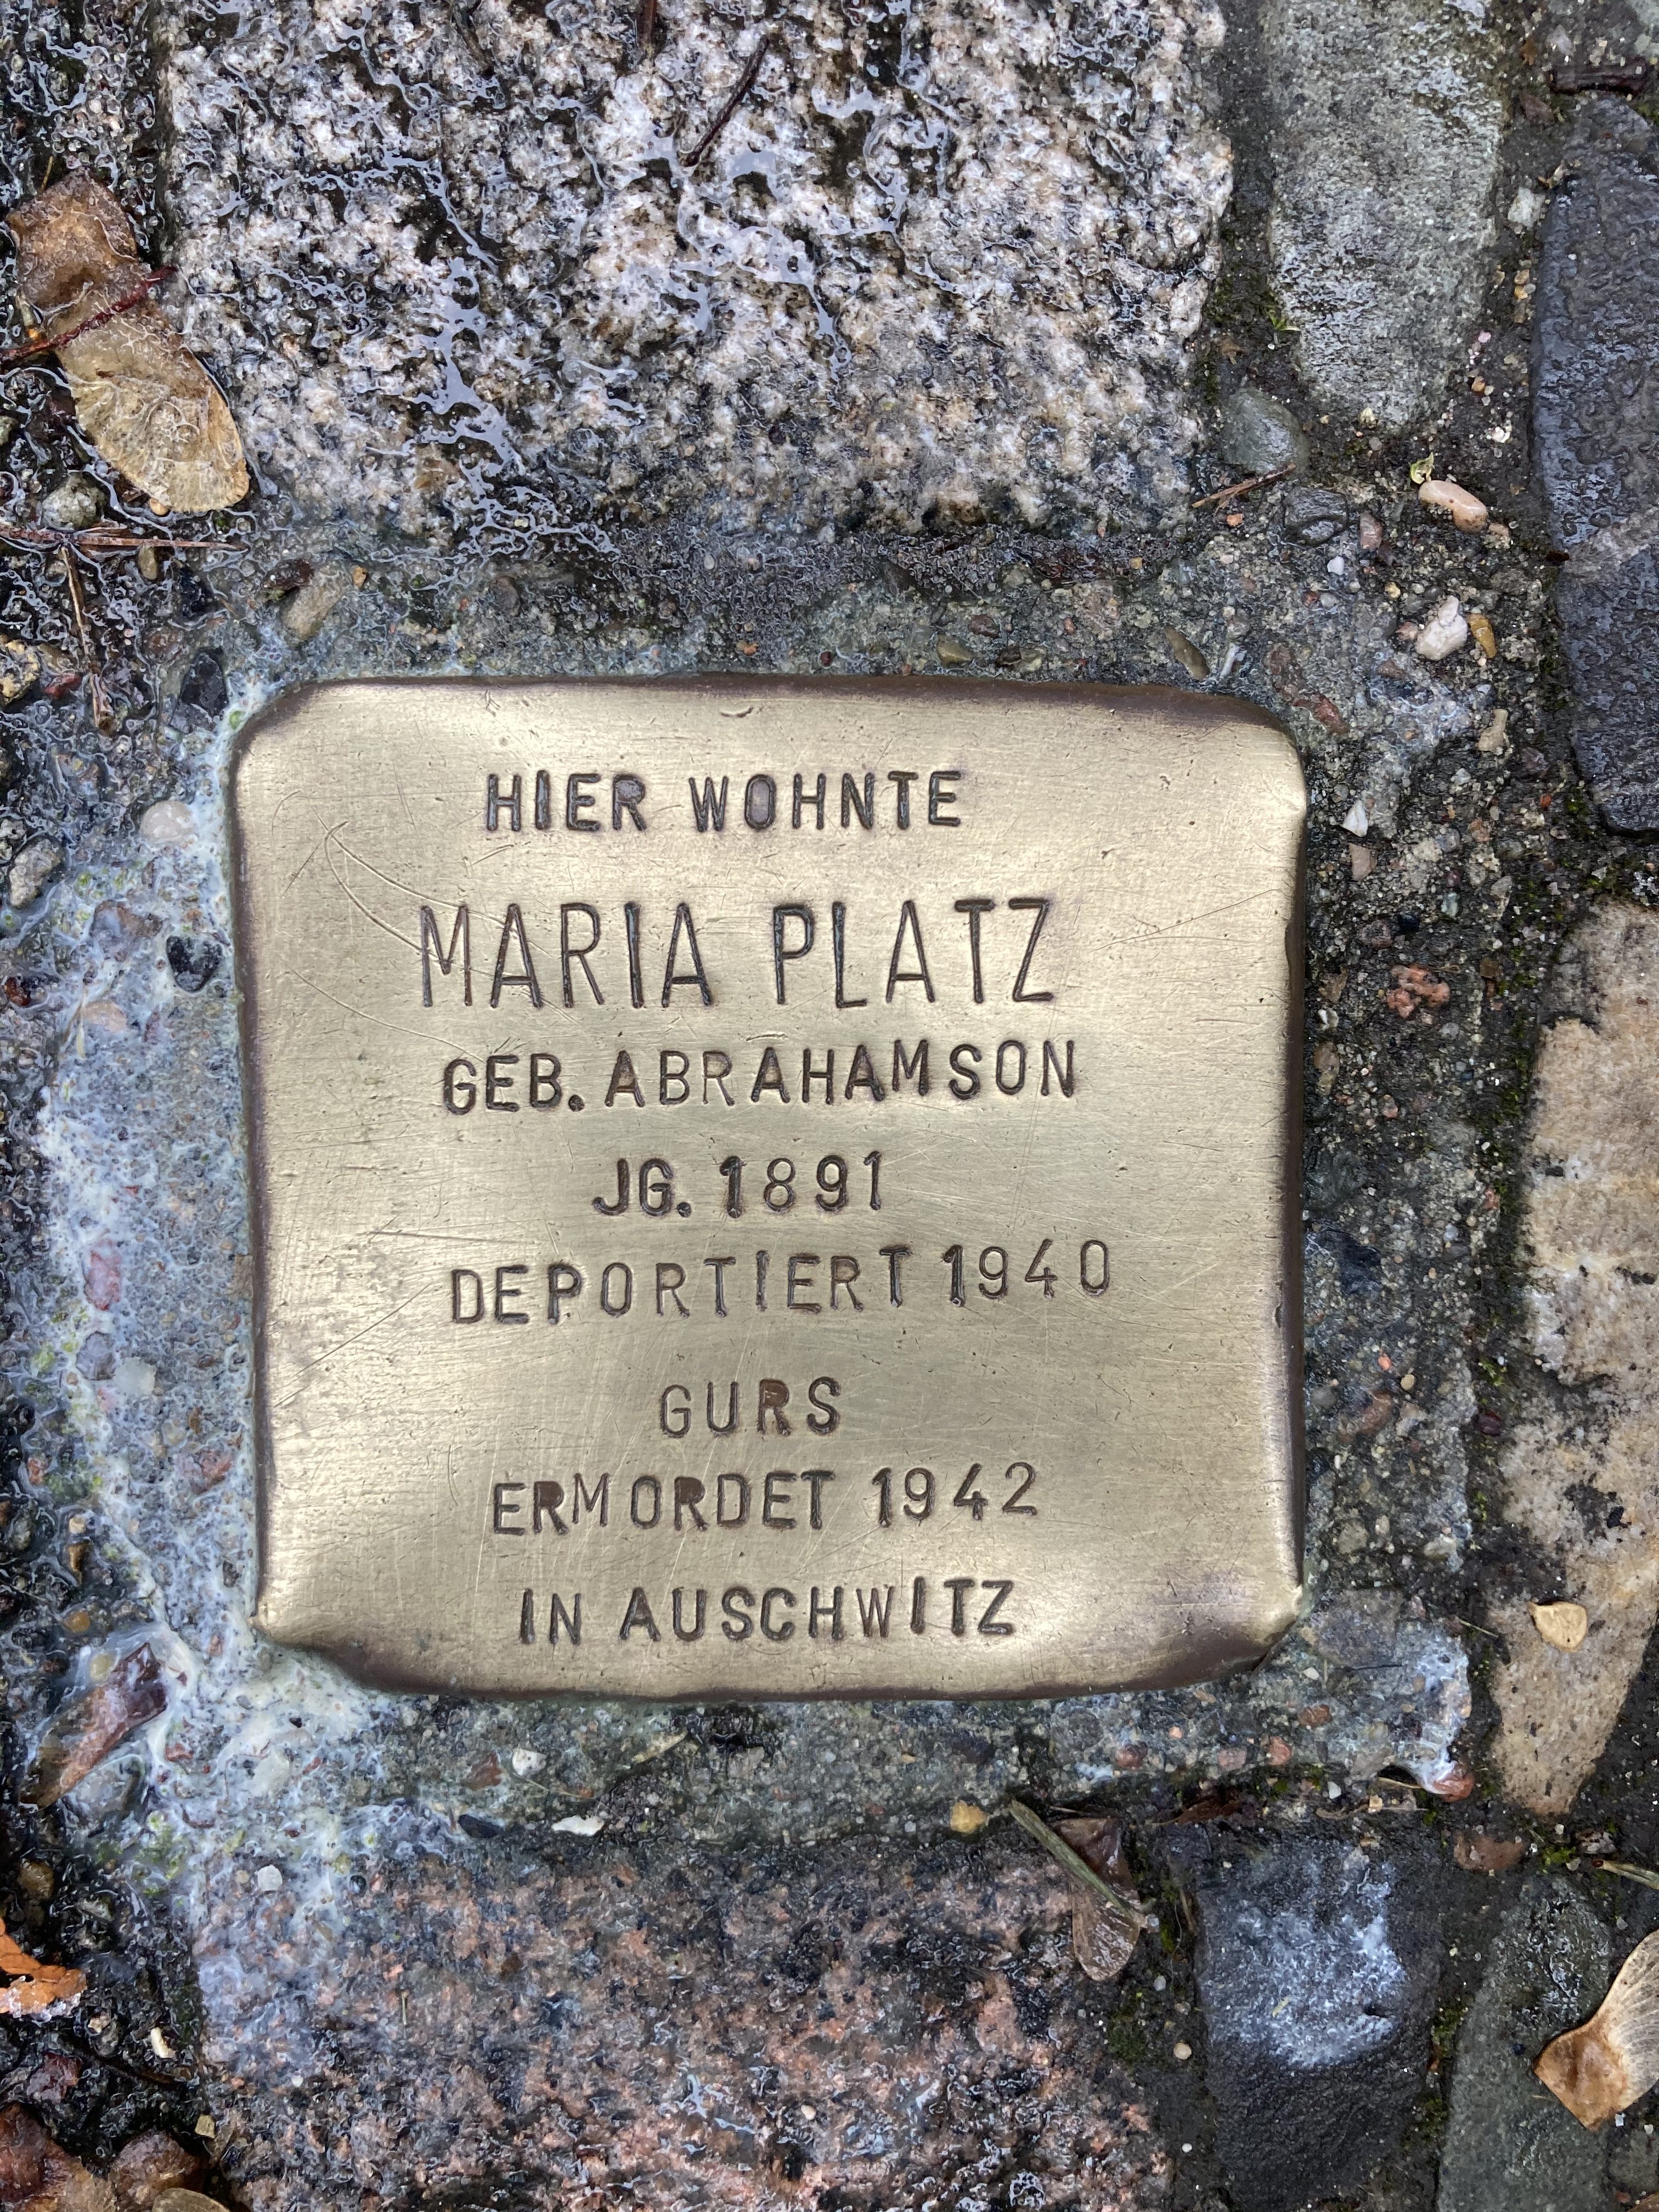 HIER WOHNTE
MARIA PLATZ
GEB. ABRAHAMSON
JG. 1891
DEPORTIERT 1940
GURS
ERMORDET 1942
IN AUSCHWITZ